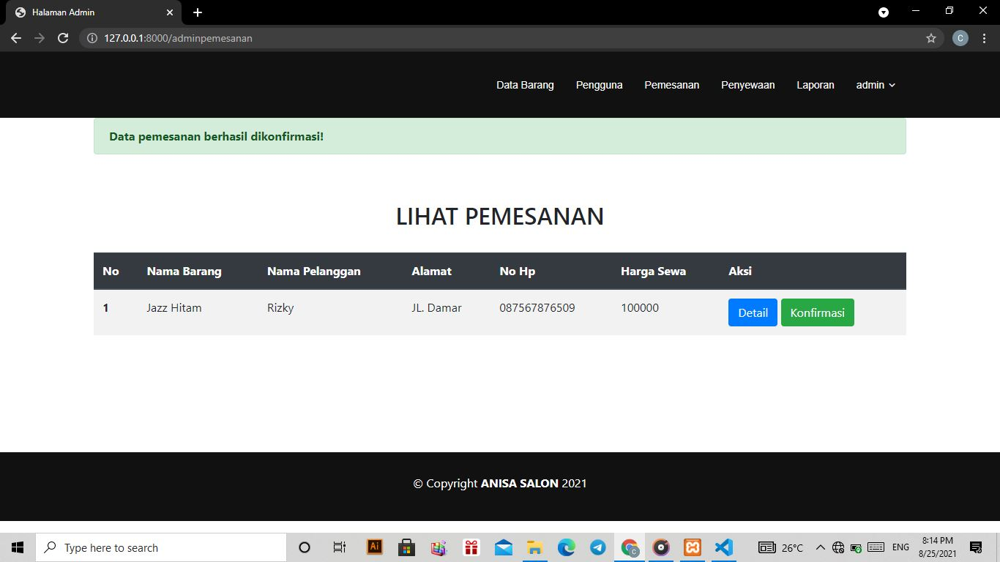 Halaman Admin
127.0.0.1:8000/adminpemesanan
C
Data Barang Pengguna Pemesanan Penyewaan Laporan admin
Data pemesanan berhasil dikonfirmasi!
LIHAT PEMESANAN
No Nama Barang Nama Pelanggan Alamat No Hp Harga Sewa Aksi
1 Jazz Hitam Rizky JL. Damar 087567876509 100000 Detail Konfirmasi
© Copyright ANISA SALON 2021
Type here to search
Ai
C
26°C
ENG
8:14 PM
8/25/2021